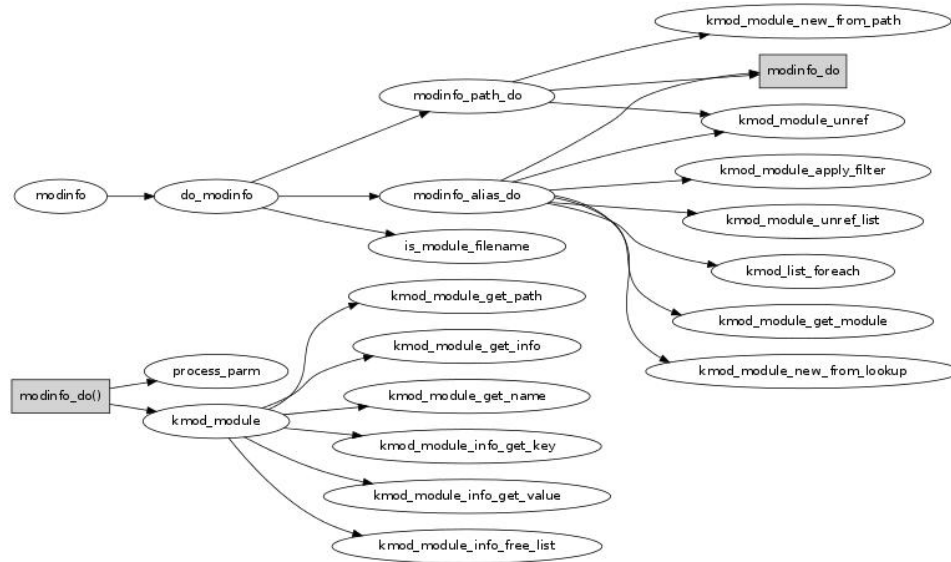 kmod_module_new_from_path
modinfo_do
modinfo_path_do
kmod_module_unref
kmod_module_apply_filter
modinfo
do_modinfo
modinfo_alias_do
kmod_module_unref_list
is_module_filename
kmod_list_foreach
kmod_module_get_path
kmod_module_get_module
kmod_module_get_info
process_parm
kmod_module_new_from_lookup
modinfo_do()
kmod_module_get_name
kmod_module
kmod_module_info_get_key
kmod_module_info_get_value
kmod_module_info_free_list